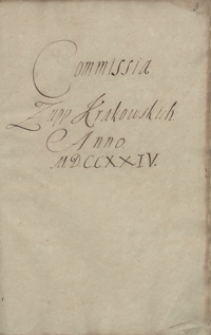 Commissia
Zupp Krakowskich
Anno
MDCCXXIV.